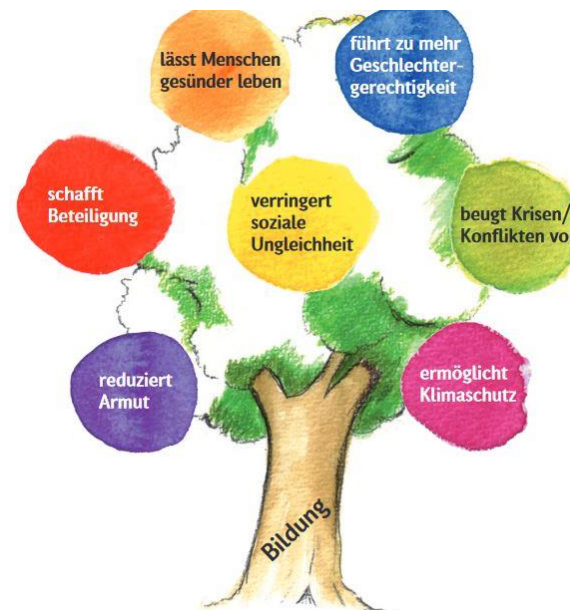 lässt Menschen
gesünder leben
führt zu mehr
Geschlechter-
gerechtigkeit
schafft
Beteiligung
verringert
soziale
Ungleichheit
beugt Krisen/
Konflikten vo
reduziert
Armut
ermöglicht
Klimaschutz
Bildung